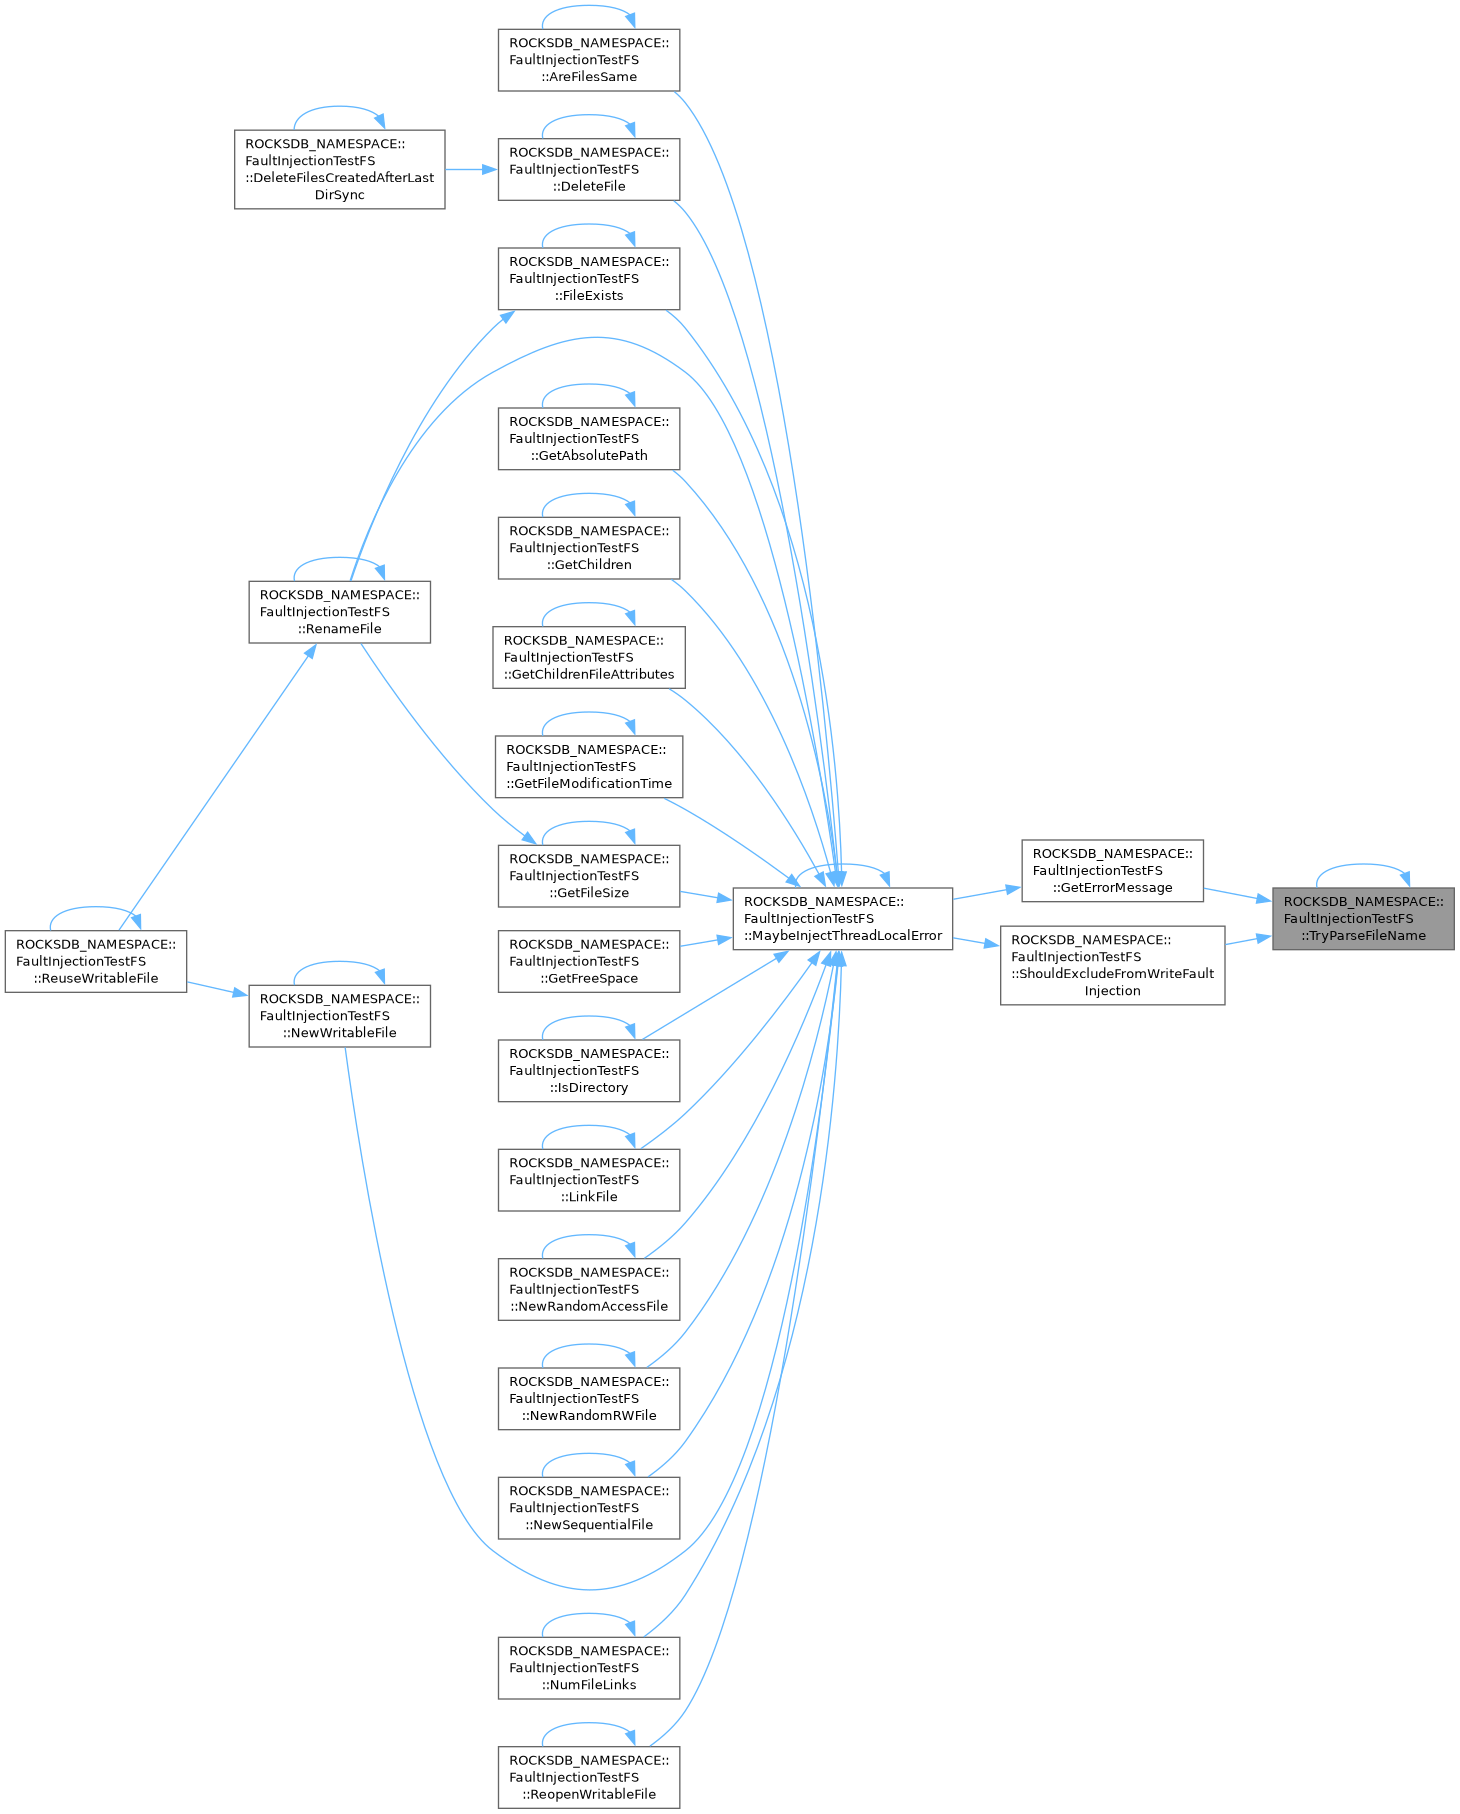 ROCKSDB_NAMESPACE::
FaultInjectionTestFS
::AreFilesSame
ROCKSDB_NAMESPACE::
FaultInjectionTestFS
::DeleteFilesCreatedAfterLast
DirSync
ROCKSDB_NAMESPACE::
FaultInjectionTestFS
::DeleteFile
ROCKSDB_NAMESPACE::
FaultInjectionTestFS
::FileExists
ROCKSDB_NAMESPACE::
FaultInjectionTestFS
::GetAbsolutePath
ROCKSDB_NAMESPACE::
FaultInjectionTestFS
::GetChildren
ROCKSDB_NAMESPACE::
FaultInjectionTestFS
::RenameFile
ROCKSDB_NAMESPACE::
FaultInjectionTestFS
::GetChildrenFileAttributes
ROCKSDB_NAMESPACE::
FaultInjectionTestFS
::GetFileModificationTime
ROCKSDB_NAMESPACE::
FaultInjectionTestFS
::GetFileSize
ROCKSDB_NAMESPACE::
FaultInjectionTestFS
::GetErrorMessage
ROCKSDB_NAMESPACE::
FaultInjectionTestFS
::MaybeInjectThreadLocalError
ROCKSDB_NAMESPACE::
FaultInjectionTestFS
::TryParseFileName
ROCKSDB_NAMESPACE::
FaultInjectionTestFS
::ShouldExcludeFromWriteFault
Injection
ROCKSDB_NAMESPACE::
FaultInjectionTestFS
::ReuseWritableFile
ROCKSDB_NAMESPACE::
FaultInjectionTestFS
::GetFreeSpace
ROCKSDB_NAMESPACE::
FaultInjectionTestFS
::NewWritableFile
ROCKSDB_NAMESPACE::
FaultInjectionTestFS
::IsDirectory
ROCKSDB_NAMESPACE::
FaultInjectionTestFS
::LinkFile
ROCKSDB_NAMESPACE::
FaultInjectionTestFS
::NewRandomAccessFile
ROCKSDB_NAMESPACE::
FaultInjectionTestFS
::NewRandomRWFile
ROCKSDB_NAMESPACE::
FaultInjectionTestFS
::NewSequentialFile
ROCKSDB_NAMESPACE::
FaultInjectionTestFS
::NumFileLinks
ROCKSDB_NAMESPACE::
FaultInjectionTestFS
::ReopenWritableFile